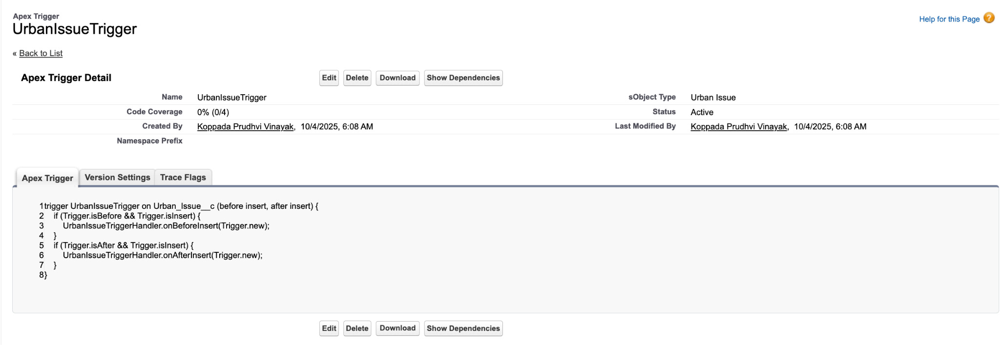 Apex Trigger
UrbanIssueTrigger
Help for this Page ?
« Back to List
Apex Trigger Detail
Edit Delete Download Show Dependencies
Name UrbanIssueTrigger sObject Type Urban Issue
Code Coverage 0% (0/4) Status Active
Created By Koppada Prudhvi Vinayak, 10/4/2025, 6:08 AM Last Modified By Koppada Prudhvi Vinayak, 10/4/2025, 6:08 AM
Namespace Prefix
Apex Trigger Version Settings Trace Flags
1trigger UrbanIssueTrigger on Urban_Issue__c (before insert, after insert) {
2 if (Trigger.isBefore && Trigger.isInsert) {
3 UrbanIssueTriggerHandler.onBeforeInsert(Trigger.new);
4 }
5 if (Trigger.isAfter && Trigger.isInsert) {
6 UrbanIssueTriggerHandler.onAfterInsert(Trigger.new);
7 }
8}
Edit Delete Download Show Dependencies